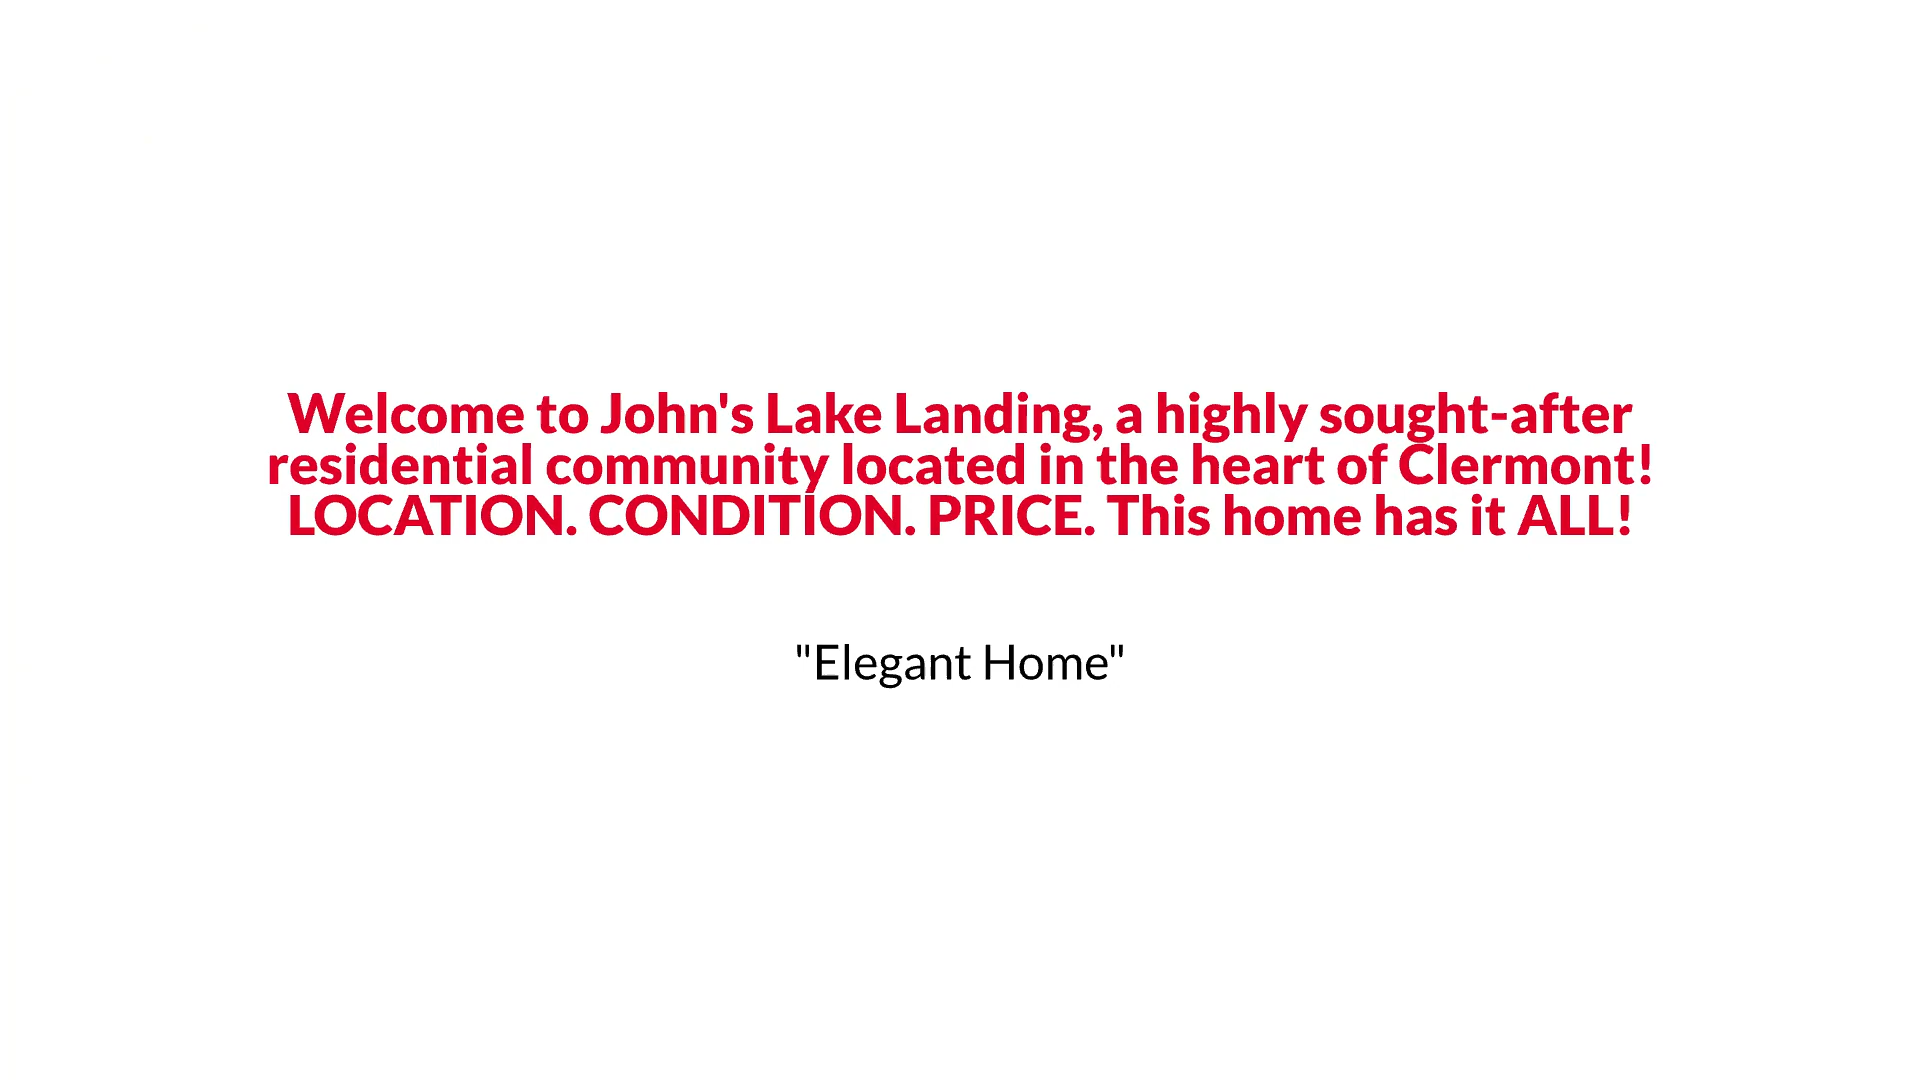 Welcome to John's Lake Landing, a highly sought-after
residential community located in the heart of Clermont!
LOCATION. CONDITION. PRICE. This home has it ALL!
"Elegant Home"